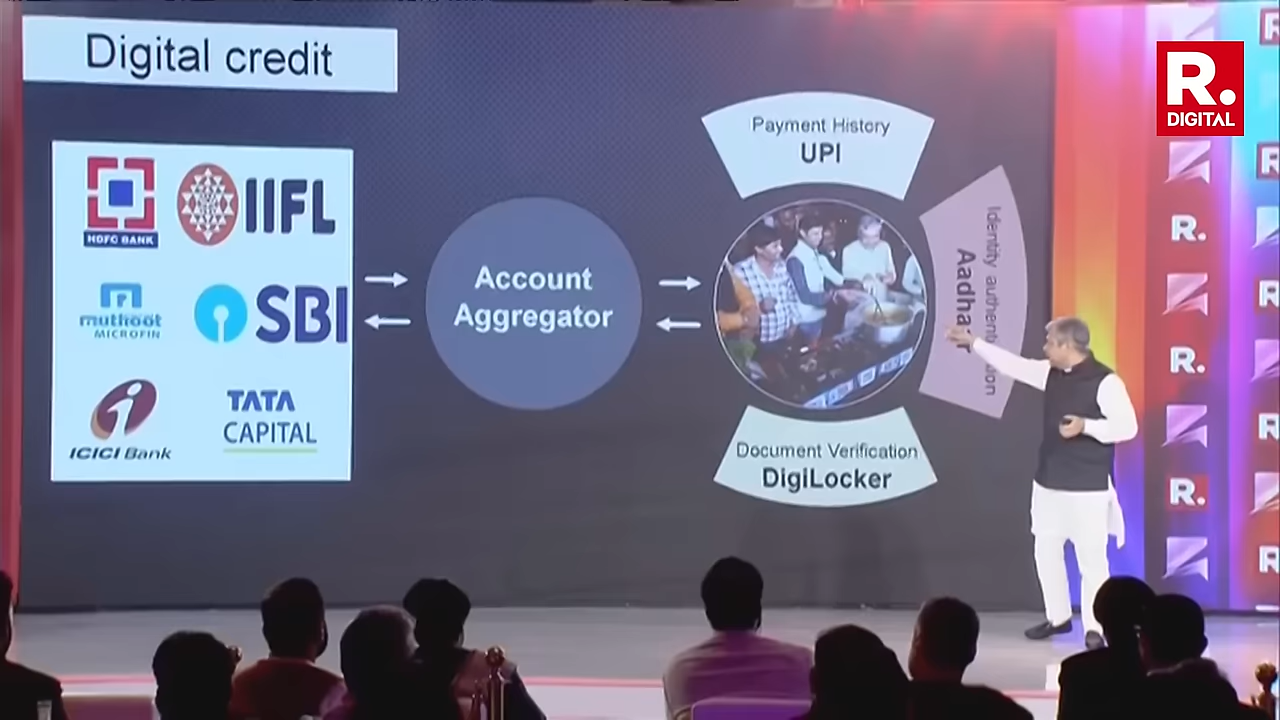 Digital credit
R.
DIGITAL
HDFC BANK
IIFL
muthoot
MICROFIN
SBI
ICICI Bank
TATA
CAPITAL
Account
Aggregator
Payment History
UPI
Identity
Aadhaar
Document Verification
DigiLocker
R.
R.
R.